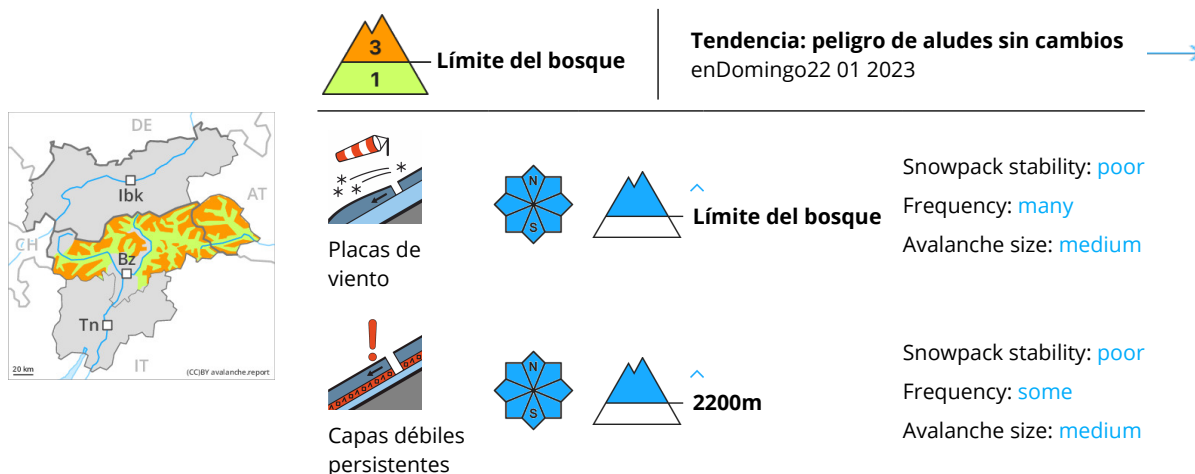 3
1
Límite del bosque
Tendencia: peligro de aludes sin cambios
enDomingo22 01 2023
DE
Ibk
AT
CH
Bz
Tn
IT
20 km
(CC)BY avalanche.report
Placas de
viento
N
S
Límite del bosque
Snowpack stability: poor
Frequency: many
Avalanche size: medium
Capas débiles
persistentes
N
S
2200m
Snowpack stability: poor
Frequency: some
Avalanche size: medium